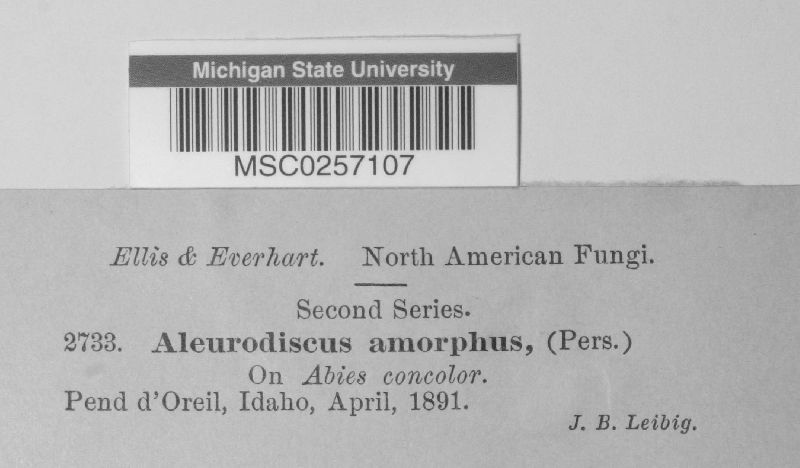 Michigan State University
MSC0257107
Ellis & Everhart. North American Fungi.
Second Series.
2733. Aleurodiscus amorphus, (Pers.)
On Abies concolor.
Pend d'Oreil, Idaho, April, 1891.
J. B. Leibig.